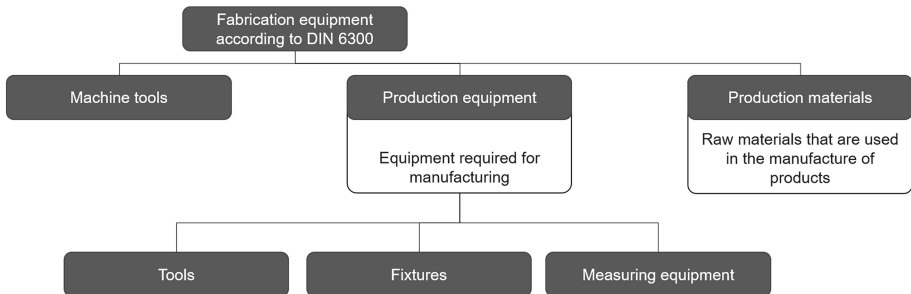 Fabrication equipment
according to DIN 6300
Machine tools
Production equipment
Production materials
Equipment required for
manufacturing
Raw materials that are used
in the manufacture of
products
Tools
Fixtures
Measuring equipment